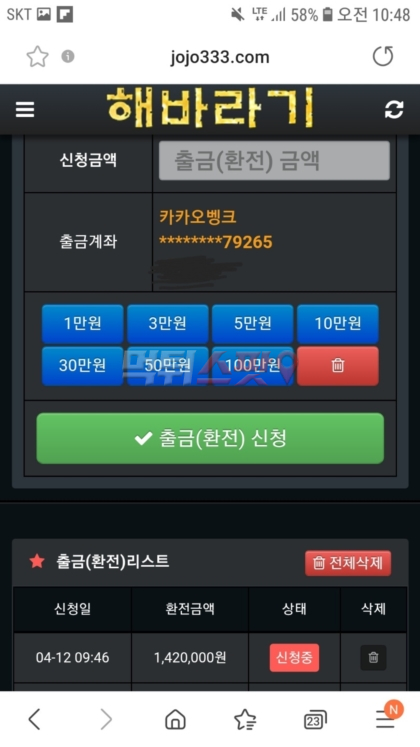 SKT 58% 오전 10:48
LTE
jojo333.com
해바라기
신청금액
출금(환전) 금액
출금계좌
카카오벵크
********79265
1만원 3만원 5만원 10만원
30만원 50만원 100만원
먹튀스팟
출금(환전) 신청
출금(환전)리스트
전체삭제
신청일 환전금액 상태 삭제
04-12 09:46 1,420,000원 신청중
23
N